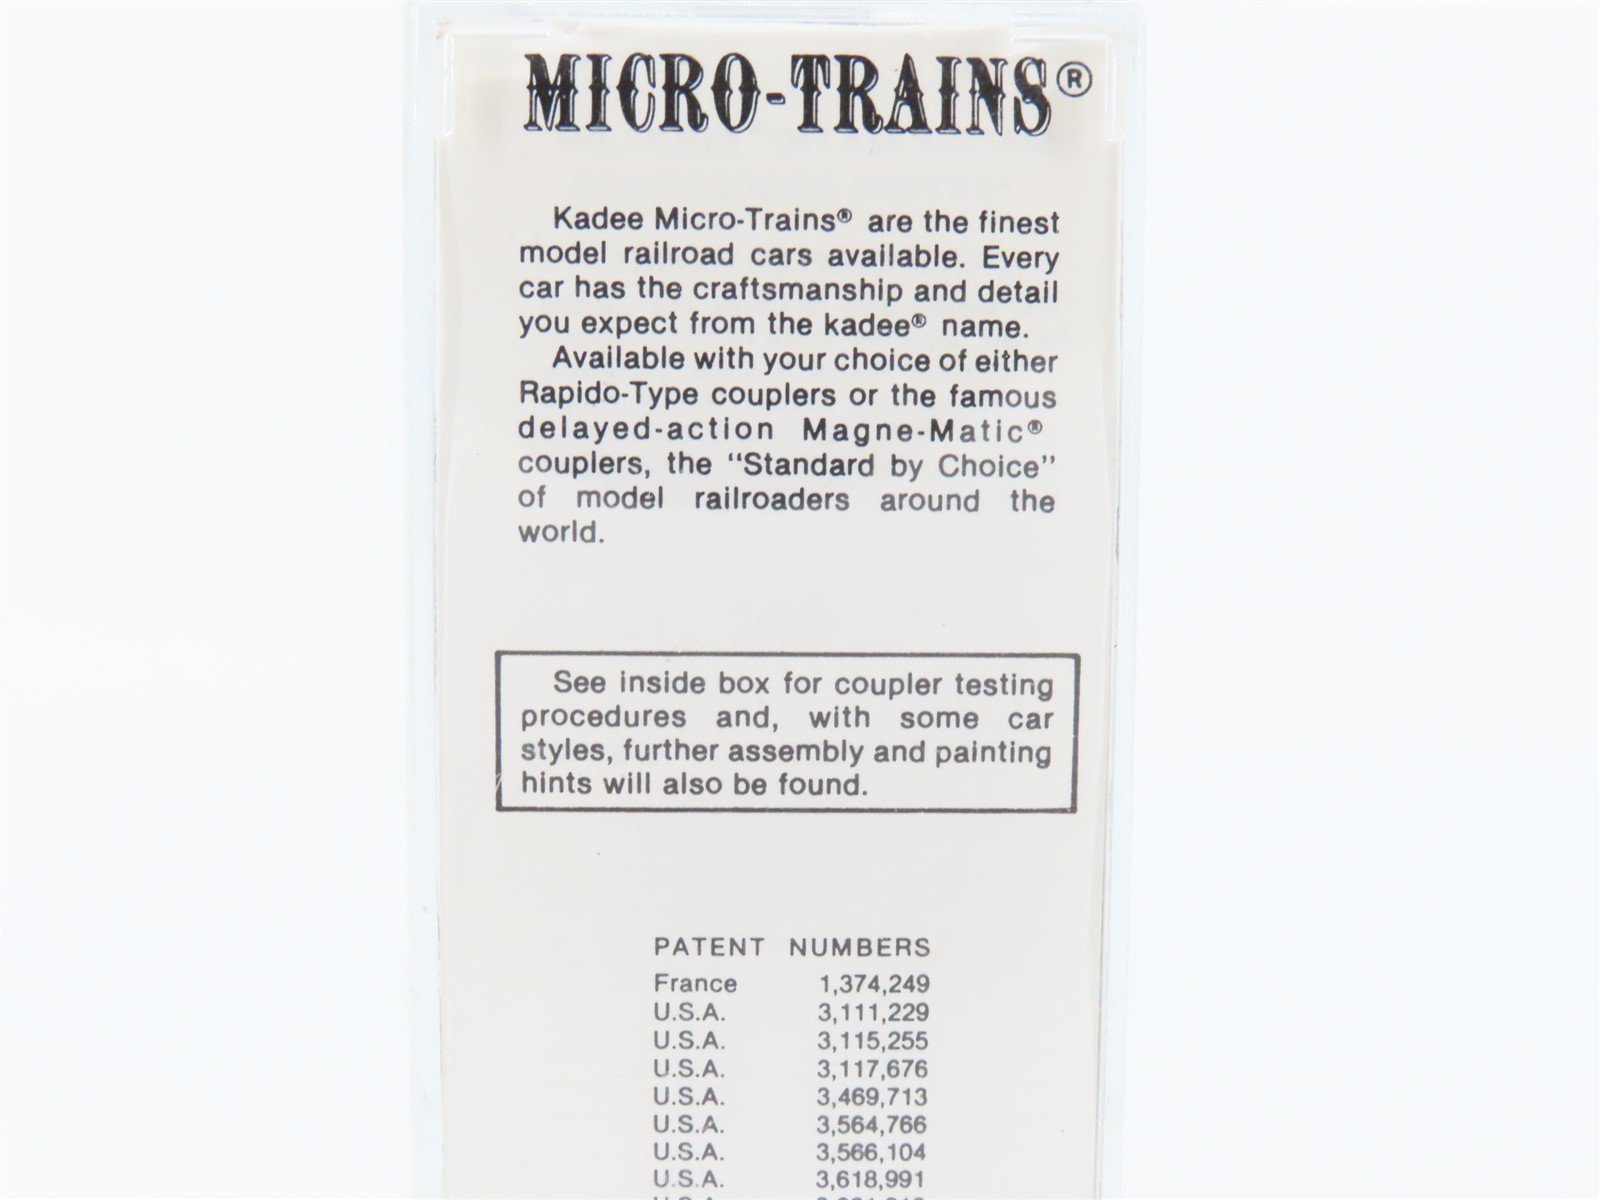 MICRO-TRAINS®
Kadee Micro-Trains® are the finest
model railroad cars available. Every
car has the craftsmanship and detail
you expect from the kadee® name.
Available with your choice of either
Rapido-Type couplers or the famous
delayed-action Magne-Matic®
couplers, the "Standard by Choice"
of model railroaders around the
world.
See inside box for coupler testing
procedures and, with some car
styles, further assembly and painting
hints will also be found.
PATENT NUMBERS
France 1,374,249
U.S.A. 3,111,229
U.S.A. 3,115,255
U.S.A. 3,117,676
U.S.A. 3,469,713
U.S.A. 3,564,766
U.S.A. 3,566,104
U.S.A. 3,618,991
U.S.A.